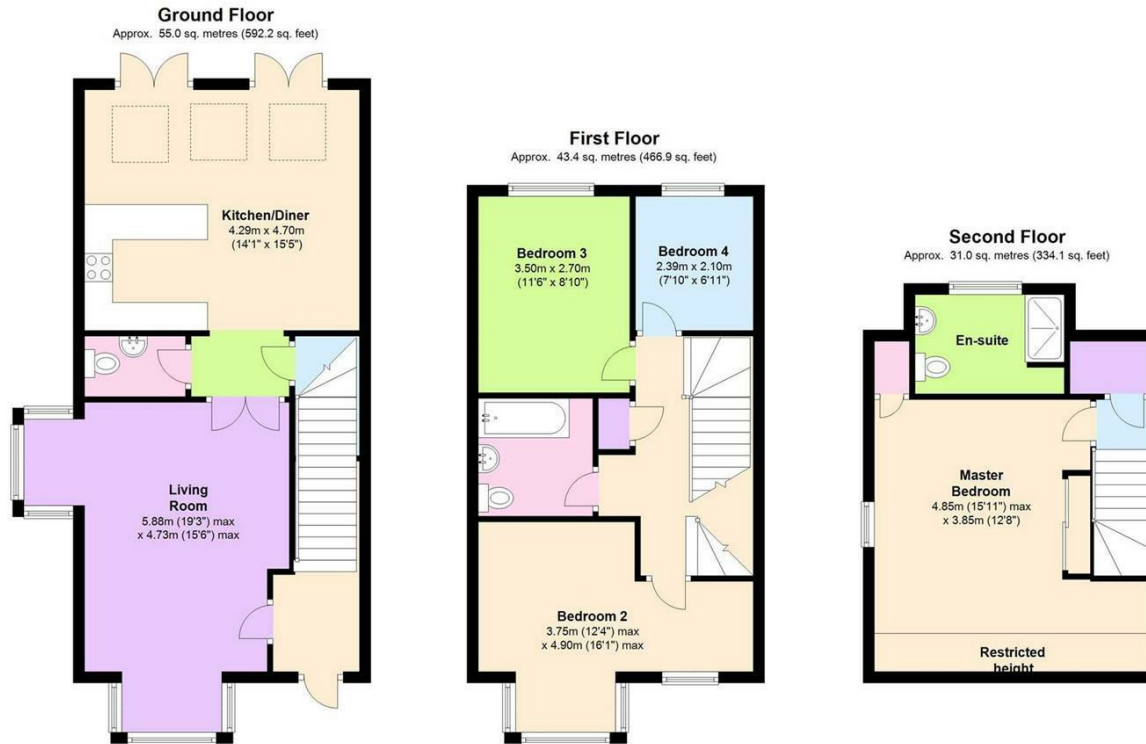 Ground Floor
Approx. 55.0 sq. metres (592.2 sq. feet)
Kitchen/Diner
4.29m x 4.70m
(14'1" x 15'5")
Living
Room
5.88m (19'3") max
x 4.73m (15'6") max
First Floor
Approx. 43.4 sq. metres (466.9 sq. feet)
Bedroom 3
3.50m x 2.70m
(11'6" x 8'10")
Bedroom 4
2.39m x 2.10m
(7'10" x 6'11")
Bedroom 2
3.75m (12'4") max
x 4.90m (16'1") max
Second Floor
Approx. 31.0 sq. metres (334.1 sq. feet)
En-suite
Master
Bedroom
4.85m (15'11") max
x 3.85m (12'8")
Restricted
height